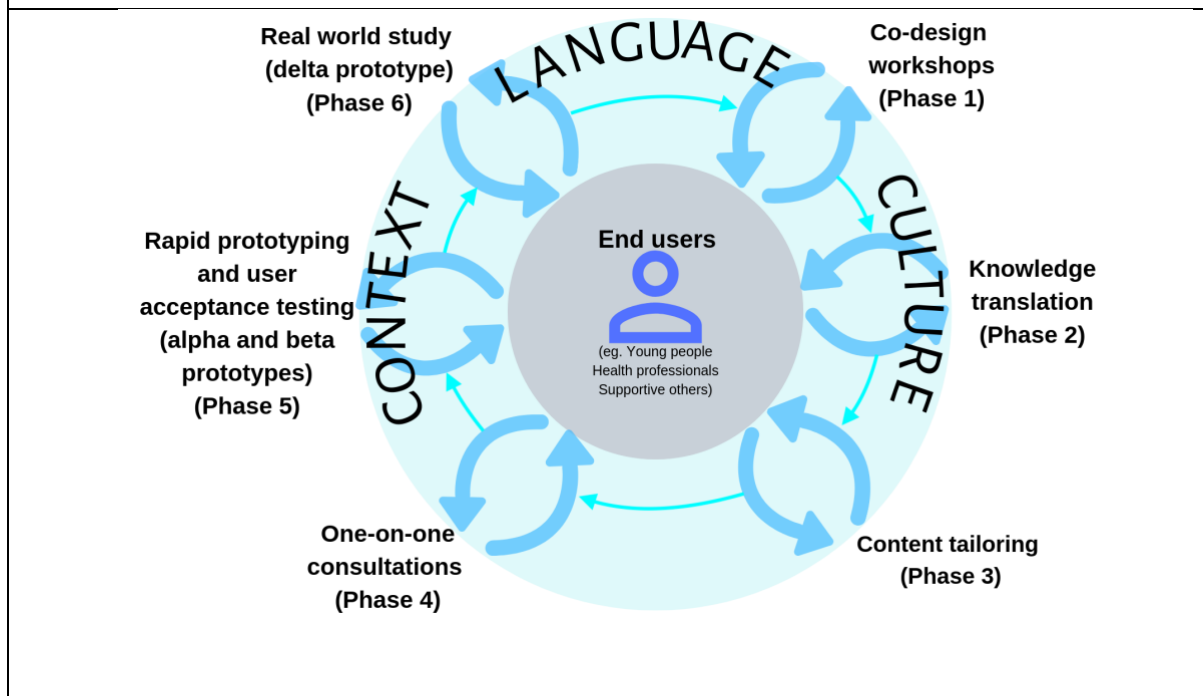 LANGUAGE
Real world study
(delta prototype)
(Phase 6)
Co-design
workshops
(Phase 1)
CULTURE
Knowledge
translation
(Phase 2)
End users
(eg. Young people
Health professionals
Supportive others)
CONTEXT
Rapid prototyping
and user
acceptance testing
(alpha and beta
prototypes)
(Phase 5)
One-on-one
consultations
(Phase 4)
Content tailoring
(Phase 3)